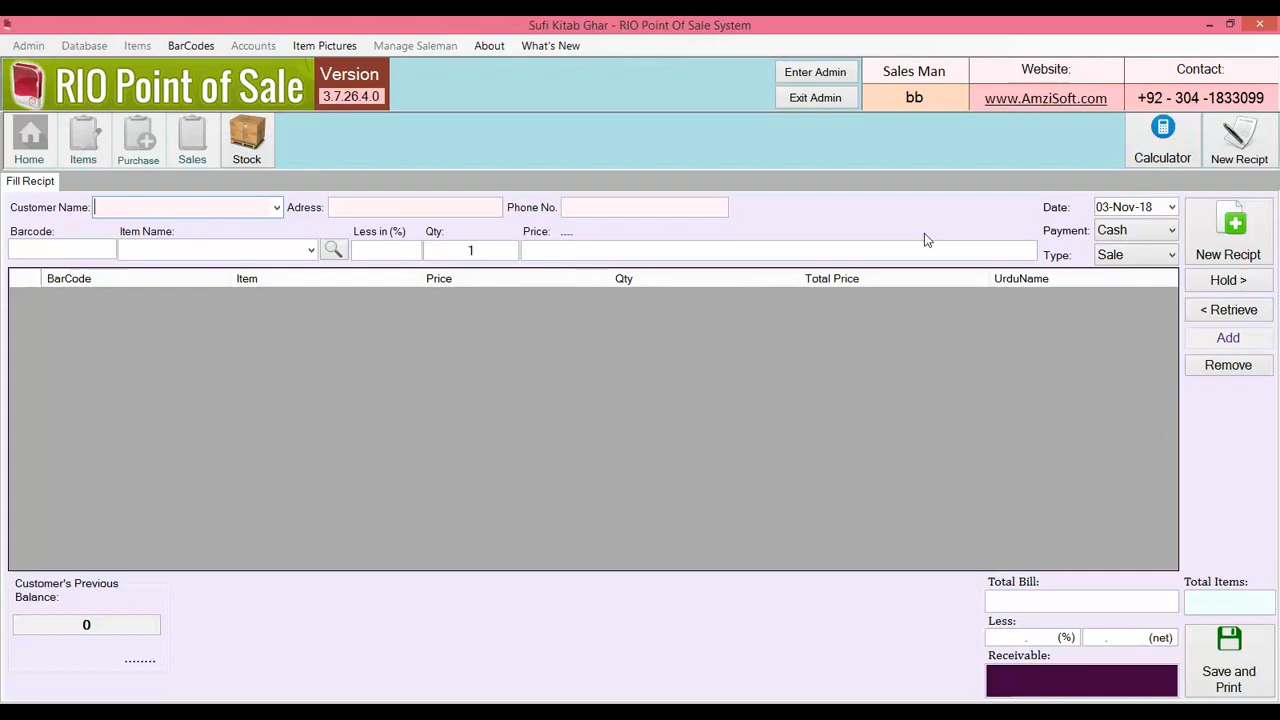 Sufi Kitab Ghar - RIO Point Of Sale System
Admin Database Items BarCodes Accounts Item Pictures Manage Saleman About What's New
RIO Point of Sale
Version
3.7.26.4.0
Enter Admin
Exit Admin
Sales Man
bb
Website:
www.AmziSoft.com
Contact:
+92 - 304 -1833099
Home
Items
Purchase
Sales
Stock
Calculator
New Recipt
Fill Recipt
Customer Name: Adress: Phone No. Date: 03-Nov-18
Barcode: Item Name: Less in (%) Qty: 1 Price: ....
Payment: Cash
Type: Sale
New Recipt
Hold >
< Retrieve
Add
Remove
BarCode Item Price Qty Total Price UrduName
Customer's Previous
Balance:
0
........
Total Bill:
Total Items:
Less:
. (%) . (net)
Receivable:
Save and
Print